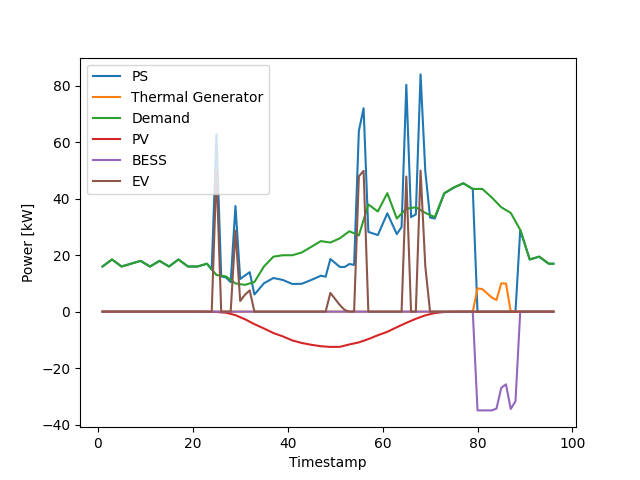 PS
Thermal Generator
Demand
PV
BESS
EV
80
60
40
20
0
−20
−40
Power [kW]
0 20 40 60 80 100
Timestamp